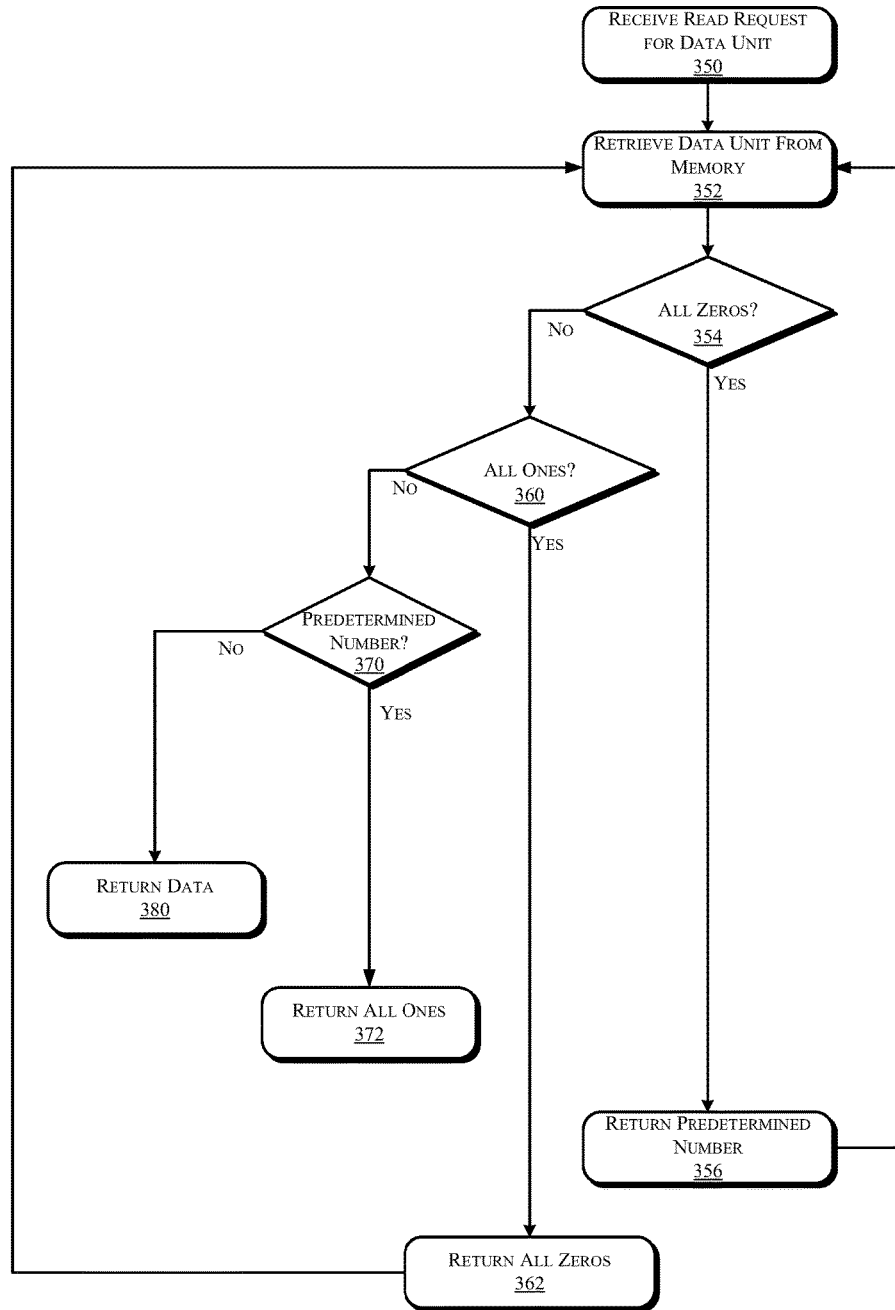 RECEIVE READ REQUEST
FOR DATA UNIT
350
RETRIEVE DATA UNIT FROM
MEMORY
352
ALL ZEROS?
354
NO
YES
ALL ONES?
360
NO
YES
PREDETERMINED
NUMBER?
370
NO
YES
RETURN DATA
380
RETURN ALL ONES
372
RETURN PREDETERMINED
NUMBER
356
RETURN ALL ZEROS
362